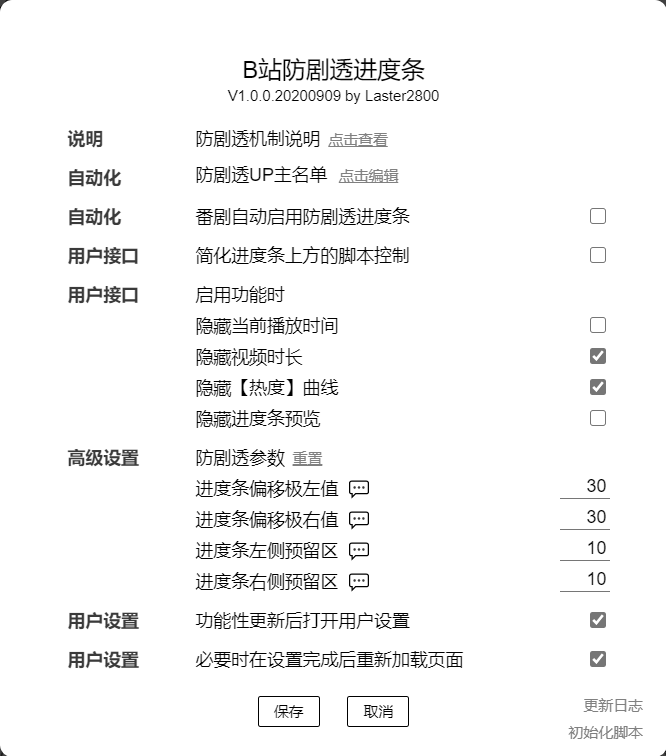 B站防剧透进度条
V1.0.0.20200909 by Laster2800
说明 防剧透机制说明 点击查看
自动化 防剧透UP主名单 点击编辑
自动化 番剧自动启用防剧透进度条
用户接口 简化进度条上方的脚本控制
用户接口 启用功能时
隐藏当前播放时间
隐藏视频时长
隐藏【热度】曲线
隐藏进度条预览
高级设置 防剧透参数 重置
进度条偏移极左值 30
进度条偏移极右值 30
进度条左侧预留区 10
进度条右侧预留区 10
用户设置 功能性更新后打开用户设置
用户设置 必要时在设置完成后重新加载页面
保存 取消
更新日志
初始化脚本